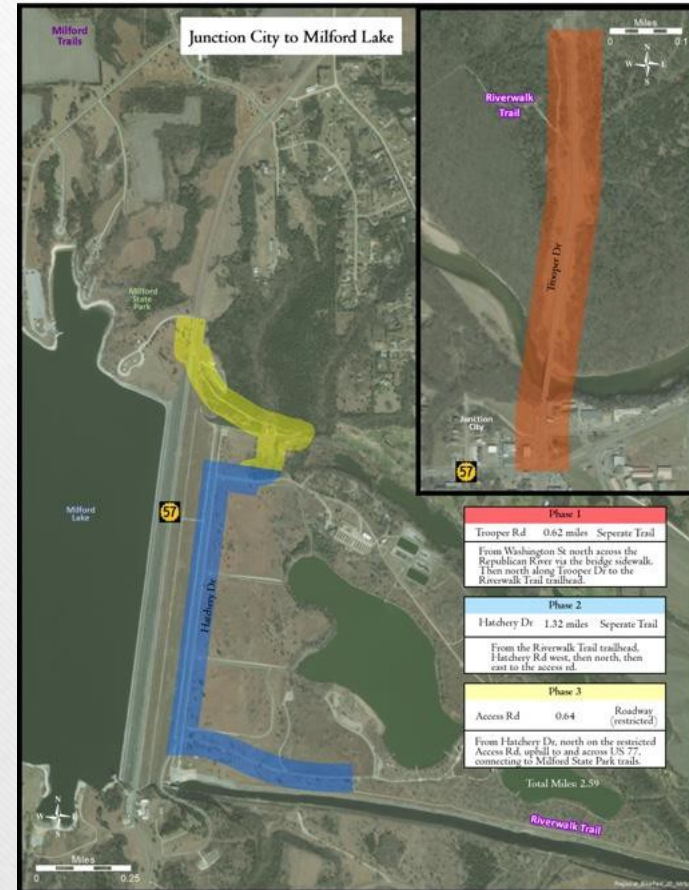 Milford
Trails
Junction City to Milford Lake
Miles
0
0.1
N
W
E
S
Riverwalk
Trail
Trooper Dr
Junction
City
57
Milford
State
Park
57
Milford
Lake
Hatchery Dr
Phase 1
Trooper Rd 0.62 miles Seperate Trail
From Washington St north across the
Republican River via the bridge sidewalk.
Then north along Trooper Dr to the
Riverwalk Trail trailhead.
Phase 2
Hatchery Dr 1.32 miles Seperate Trail
From the Riverwalk Trail trailhead,
Hatchery Rd west, then north, then
east to the access rd.
Phase 3
Access Rd 0.64 Roadway
(restricted)
From Hatchery Dr, north on the restricted
Access Rd, uphill to and across US 77,
connecting to Milford State Park trails.
Total Miles: 2.59
Riverwalk Trail
N
W
E
S
Miles
0
0.25